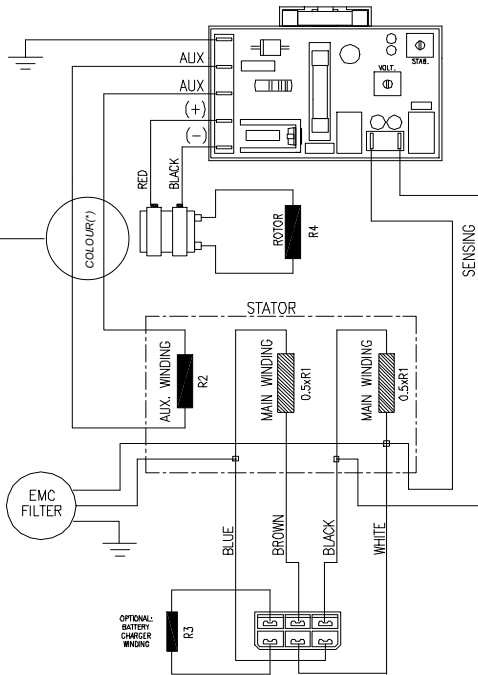 AUX
AUX
(+)
(-)
STAB.
VOLT.
RED
BLACK
COLOUR(*)
ROTOR
R4
SENSING
STATOR
AUX. WINDING
R2
MAIN WINDING
0.5xR1
MAIN WINDING
0.5xR1
EMC
FILTER
BLUE
BROWN
BLACK
WHITE
OPTIONAL:
BATTERY
CHARGER
WINDING
R3